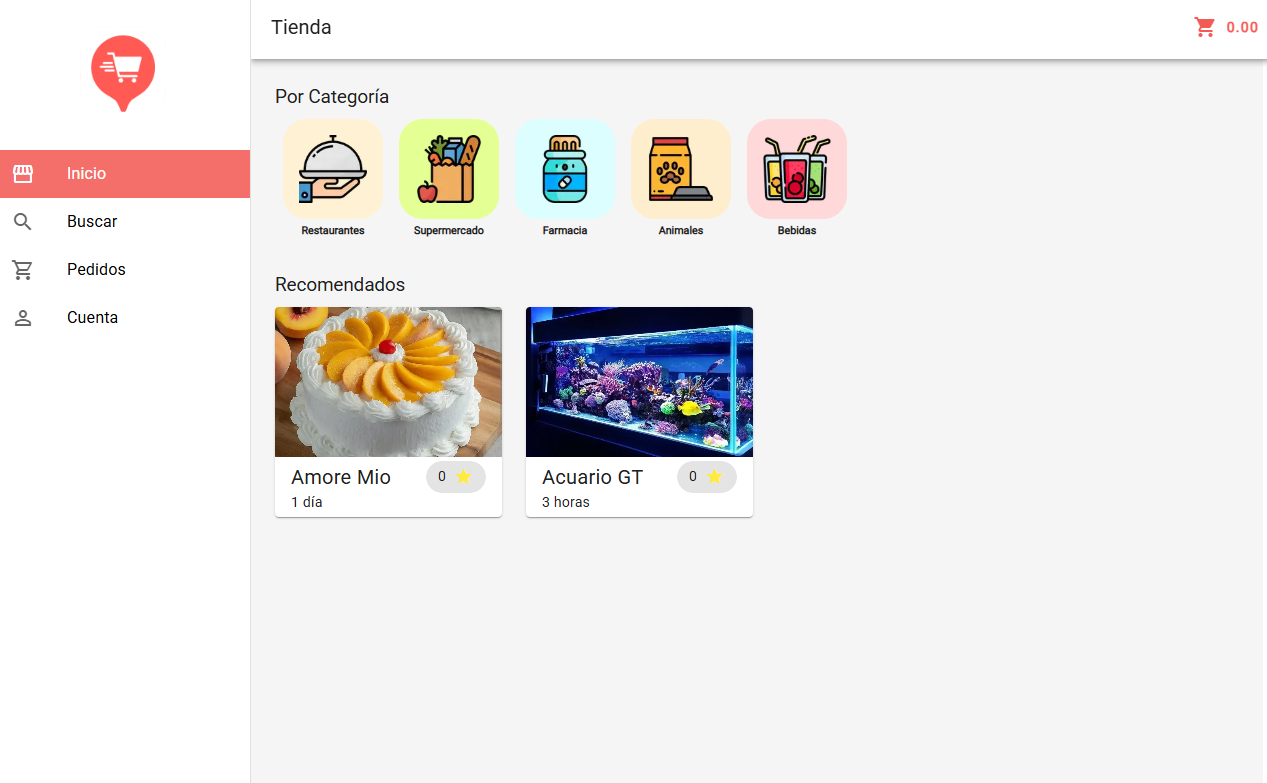 Tienda
0.00
Inicio
Buscar
Pedidos
Cuenta
Por Categoría
Restaurantes
Supermercado
Farmacia
Animales
Bebidas
Recomendados
Amore Mio
0
1 día
Acuario GT
0
3 horas